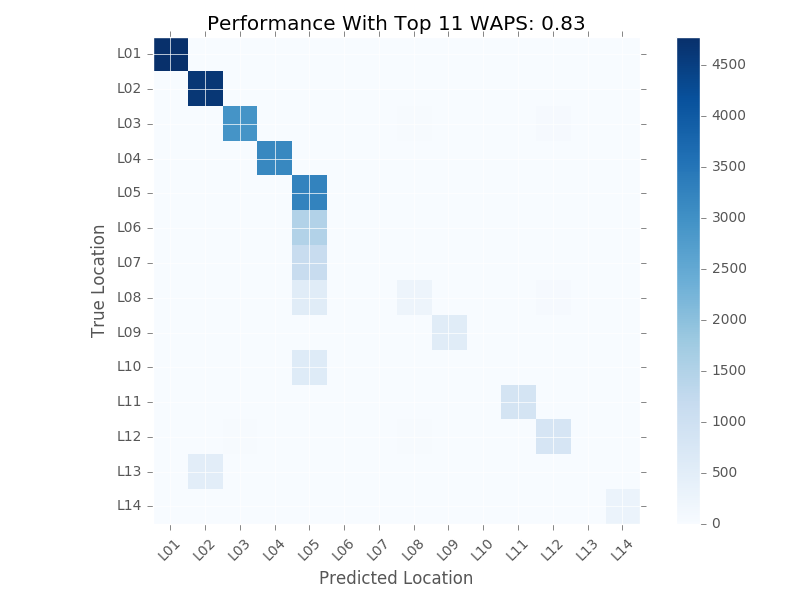 Performance With Top 11 WAPS: 0.83
True Location
L01
L02
L03
L04
L05
L06
L07
L08
L09
L10
L11
L12
L13
L14
L01 L02 L03 L04 L05 L06 L07 L08 L09 L10 L11 L12 L13 L14
Predicted Location
4500
4000
3500
3000
2500
2000
1500
1000
500
0